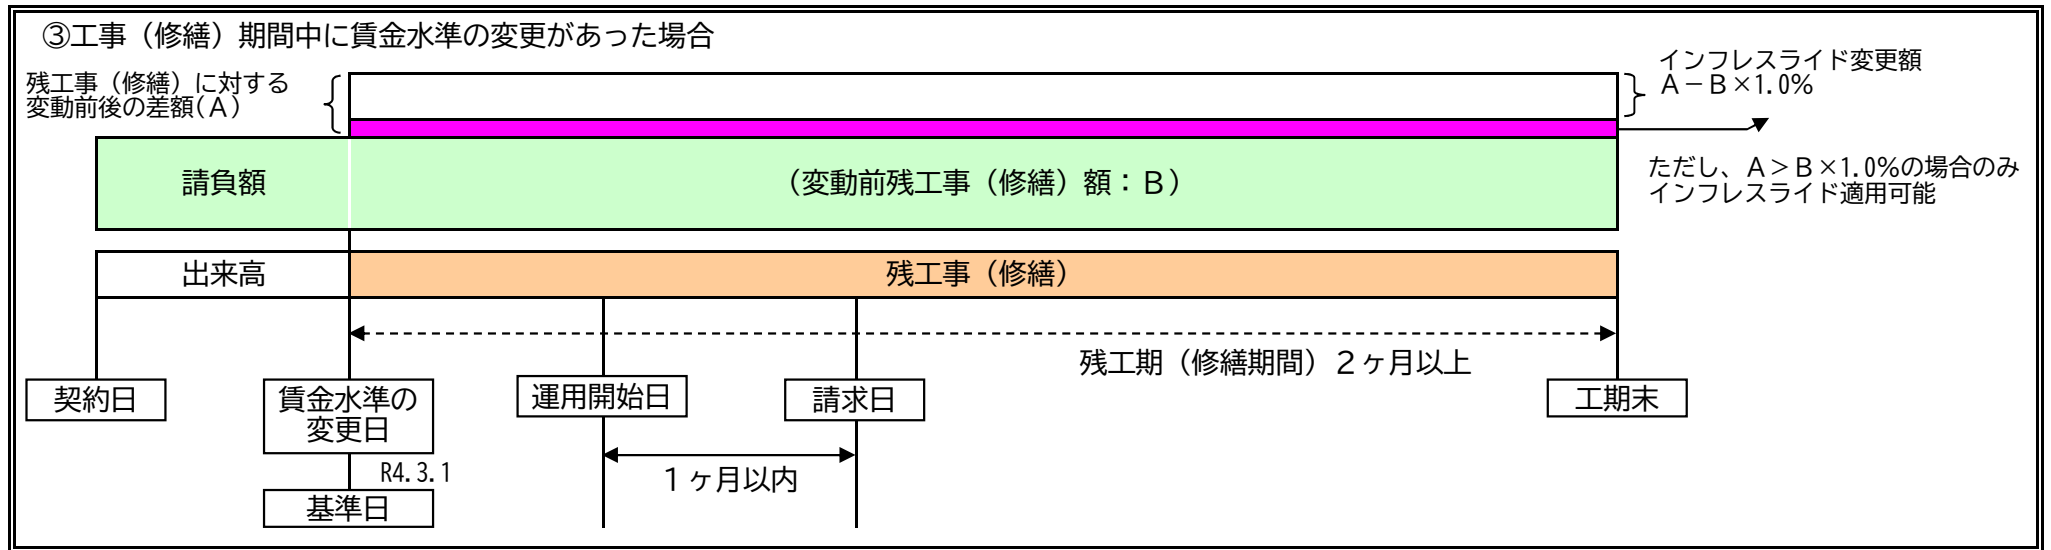 ③工事（修繕）期間中に賃金水準の変更があった場合
残工事（修繕）に対する
変動前後の差額(Ａ）
インフレスライド変更額
Ａ－Ｂ×1.0%
請負額
（変動前残工事（修繕）額：Ｂ）
ただし、Ａ＞Ｂ×1.0%の場合のみ
インフレスライド適用可能
出来高
残工事（修繕）
残工期（修繕期間）２ヶ月以上
契約日
賃金水準の
変更日
運用開始日
請求日
工期末
R4.3.1
１ヶ月以内
基準日